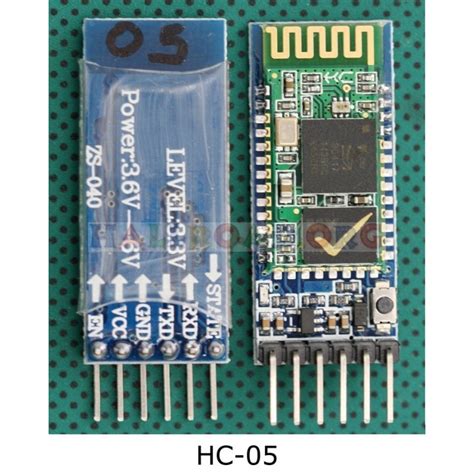 05
Power:3.6V---6V
ZS-040
LEVEL:3.3V
EN
VCC
GND
TXD
RXD
STATE
HC-05